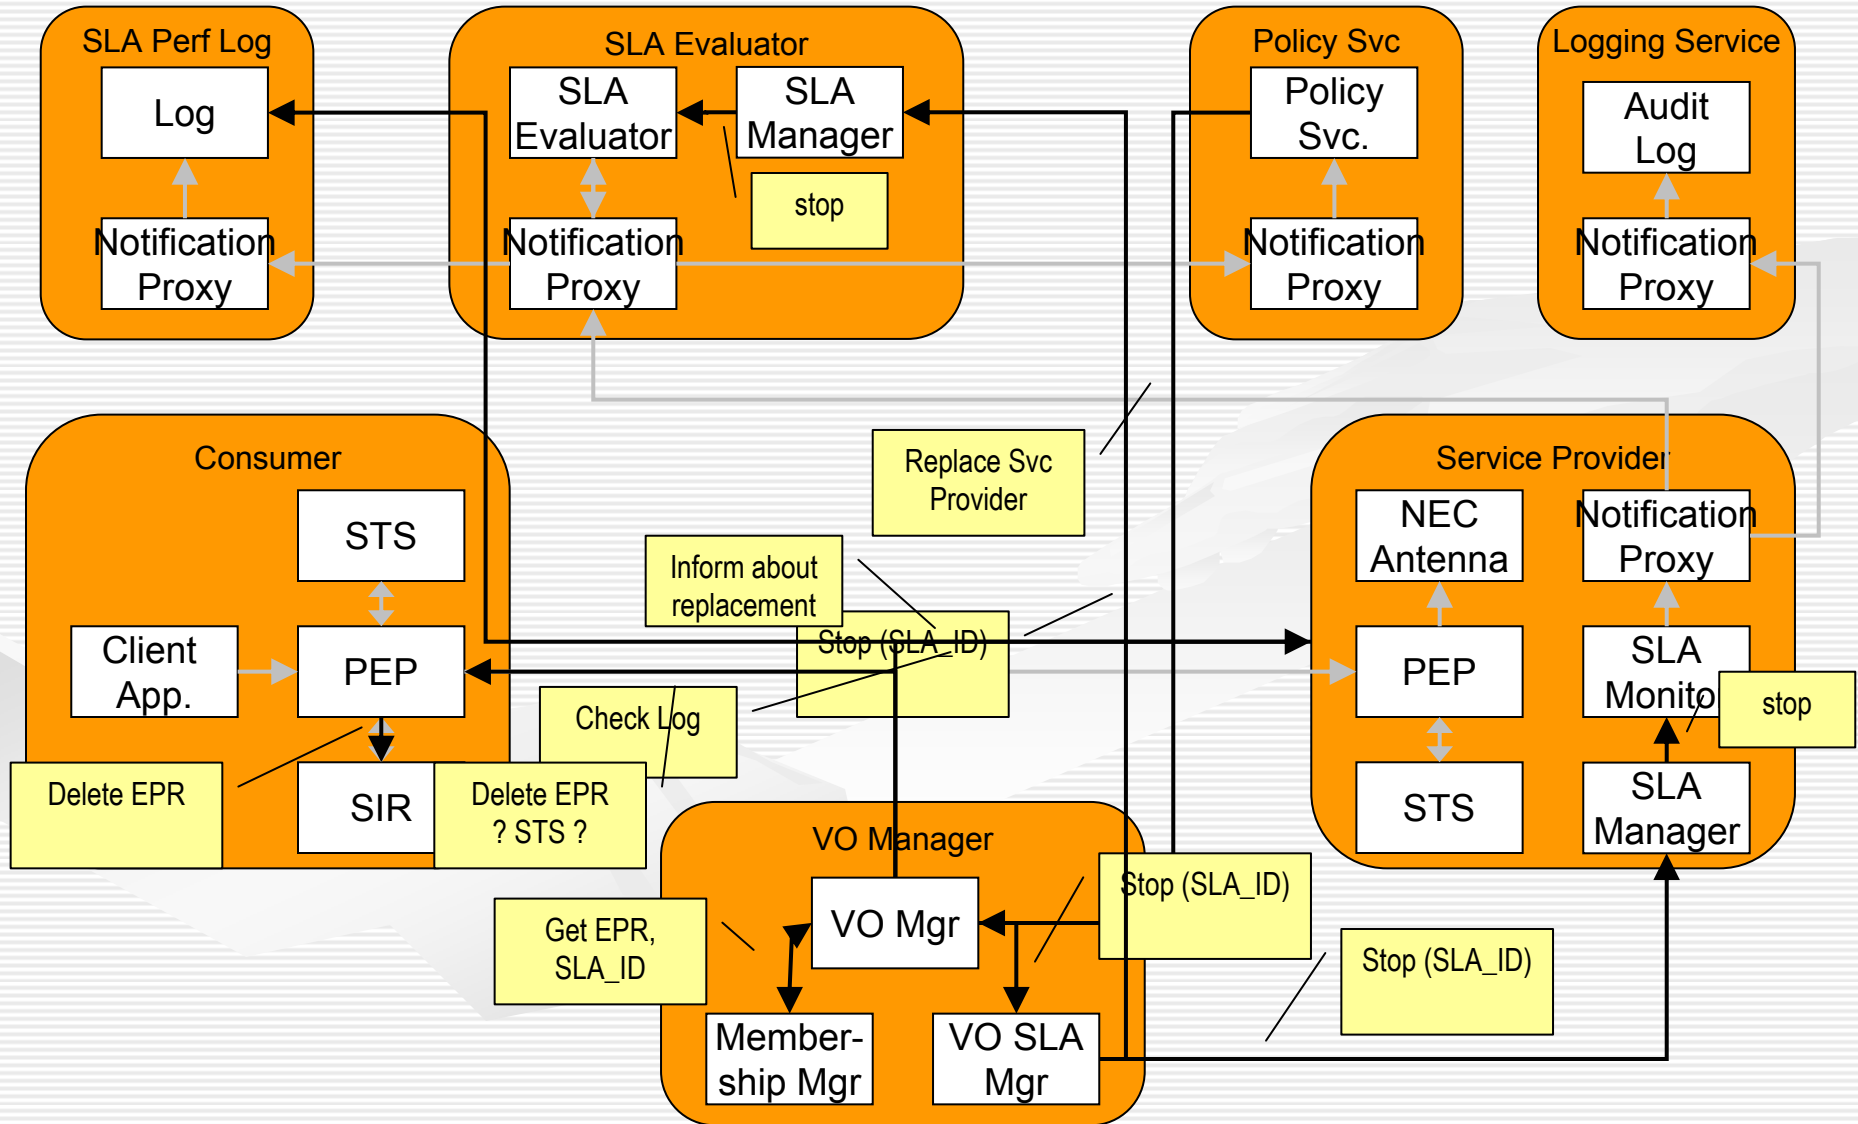 SLA Perf Log
Log
Notification
Proxy
SLA Evaluator
SLA
Evaluator
SLA
Manager
stop
Notification
Proxy
Policy Svc
Policy
Svc.
Notification
Proxy
Logging Service
Audit
Log
Notification
Proxy
Consumer
STS
Client
App.
PEP
SIR
Delete EPR
Delete EPR
? STS ?
Check Log
Inform about
replacement
Stop (SLA_ID)
Replace Svc
Provider
Service Provider
NEC
Antenna
Notification
Proxy
PEP
SLA
Monito
stop
STS
SLA
Manager
VO Manager
VO Mgr
Get EPR,
SLA_ID
Stop (SLA_ID)
Stop (SLA_ID)
Member-
ship Mgr
VO SLA
Mgr